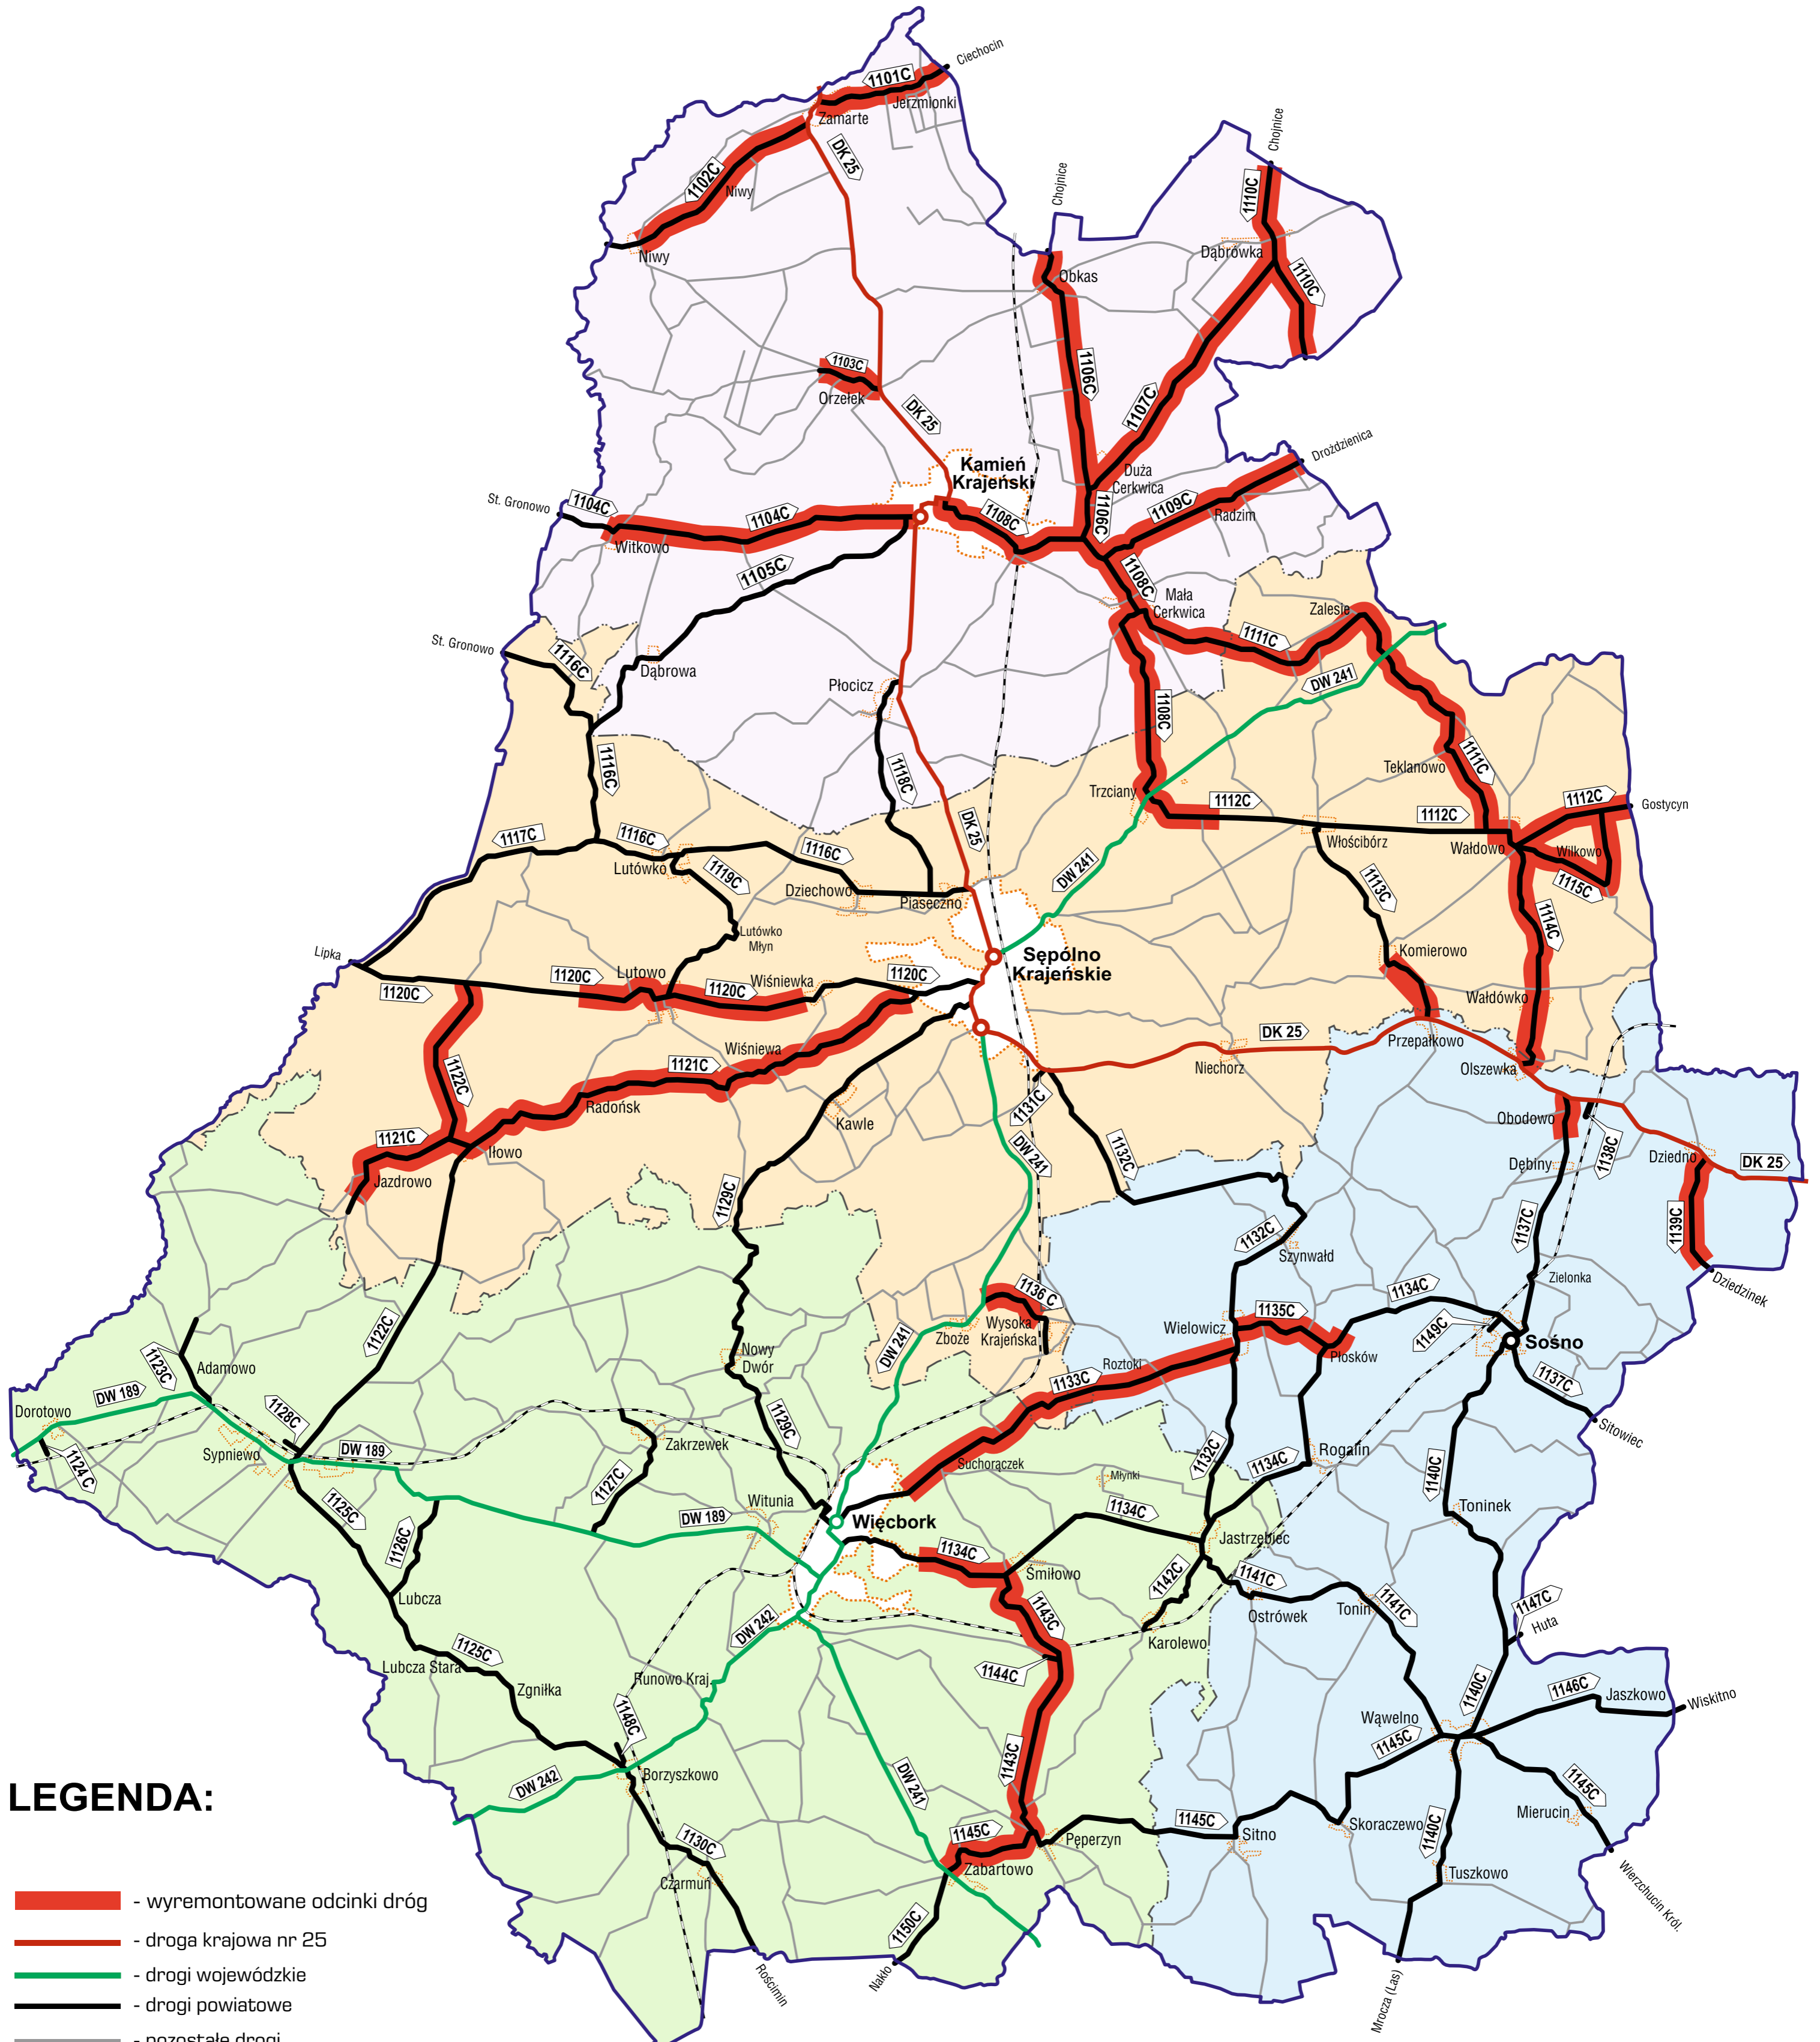 Ciechocin
1101C
Jerzmionki
Zamarte
DK 25
1102C
Niwy
Niwy
Chojnice
Chojnice
1110C
Dąbrówka
1110C
Obkas
1106C
1107C
1103C
Orzełek
DK 25
Kamień
Krajeński
Duża
Cerkwica
Drożdzienica
St. Gronowo
1104C
1104C
Witkowo
1108C
1106C
1109C
Radzim
1105C
1108C
Mała
Cerkwica
Zalesie
1111C
St. Gronowo
1116C
Dąbrowa
Płocicz
DW 241
1108C
1116C
1118C
Teklanowo
1111C
Trzciany
1112C
1112C
1112C
Gostycyn
DK 25
1117C
1116C
1116C
Lutówko
1119C
Dziechowo
Piaseczno
DW 241
Włościbórz
Wałdowo
Wilkowo
1115C
1113C
1114C
Lutówko
Młyn
Lipka
Komierowo
Sępólno
Krajeńskie
1120C
1120C
Lutowo
1120C
Wiśniewka
1120C
Wałdówko
Przepałkowo
DK 25
Niechorz
Olszewka
Wiśniewa
1121C
Radońsk
1122C
Kawle
1131C
Obodowo
1138C
1121C
Iłowo
Jazdrowo
DW 241
1132C
Dębiny
Dziedno
DK 25
1129C
1137C
1139C
1132C
Szynwałd
Zielonka
Dziedzinek
1136 C
Wysoka
Krajeńska
Zboże
1134C
1135C
Wielowicz
1149C
Sośno
Piosków
1122C
1123C
Adamowo
DW 189
Dorotowo
Nowy
Dwór
DW 241
Roztoki
1133C
1137C
Sitowiec
1128C
1124 C
Sypniewo
DW 189
Zakrzewek
1129C
Suchorączek
Młynki
1132C
1134C
Rogalin
1140C
1127C
1125C
1126C
DW 189
Witunia
Więcbork
1134C
Toninek
Jastrzębiec
1134C
Śmiłowo
1142C
1141C
Ostrówek
Tonin
1141C
1147C
Huta
Lubcza
1143C
Karolewo
DW 242
1125C
Lubcza Stara
Zgniłka
Runowo Kraj.
1144C
1140C
1146C
Jaszkowo
Wiskitno
1148C
Wąwelno
1145C
1143C
Borzyszkowo
DW 242
DW 241
1145C
Mierucin
LEGENDA:
1130C
1145C
Pęperzyn
1145C
Sitno
Skoraczewo
1140C
Czarmuń
Zabartowo
Tuszkowo
Wierzchucin Król.
1150C
Nakło
Rościmin
Mrocza (Las)
- wyremontowane odcinki dróg
- droga krajowa nr 25
- drogi wojewódzkie
- drogi powiatowe
- pozostałe drogi